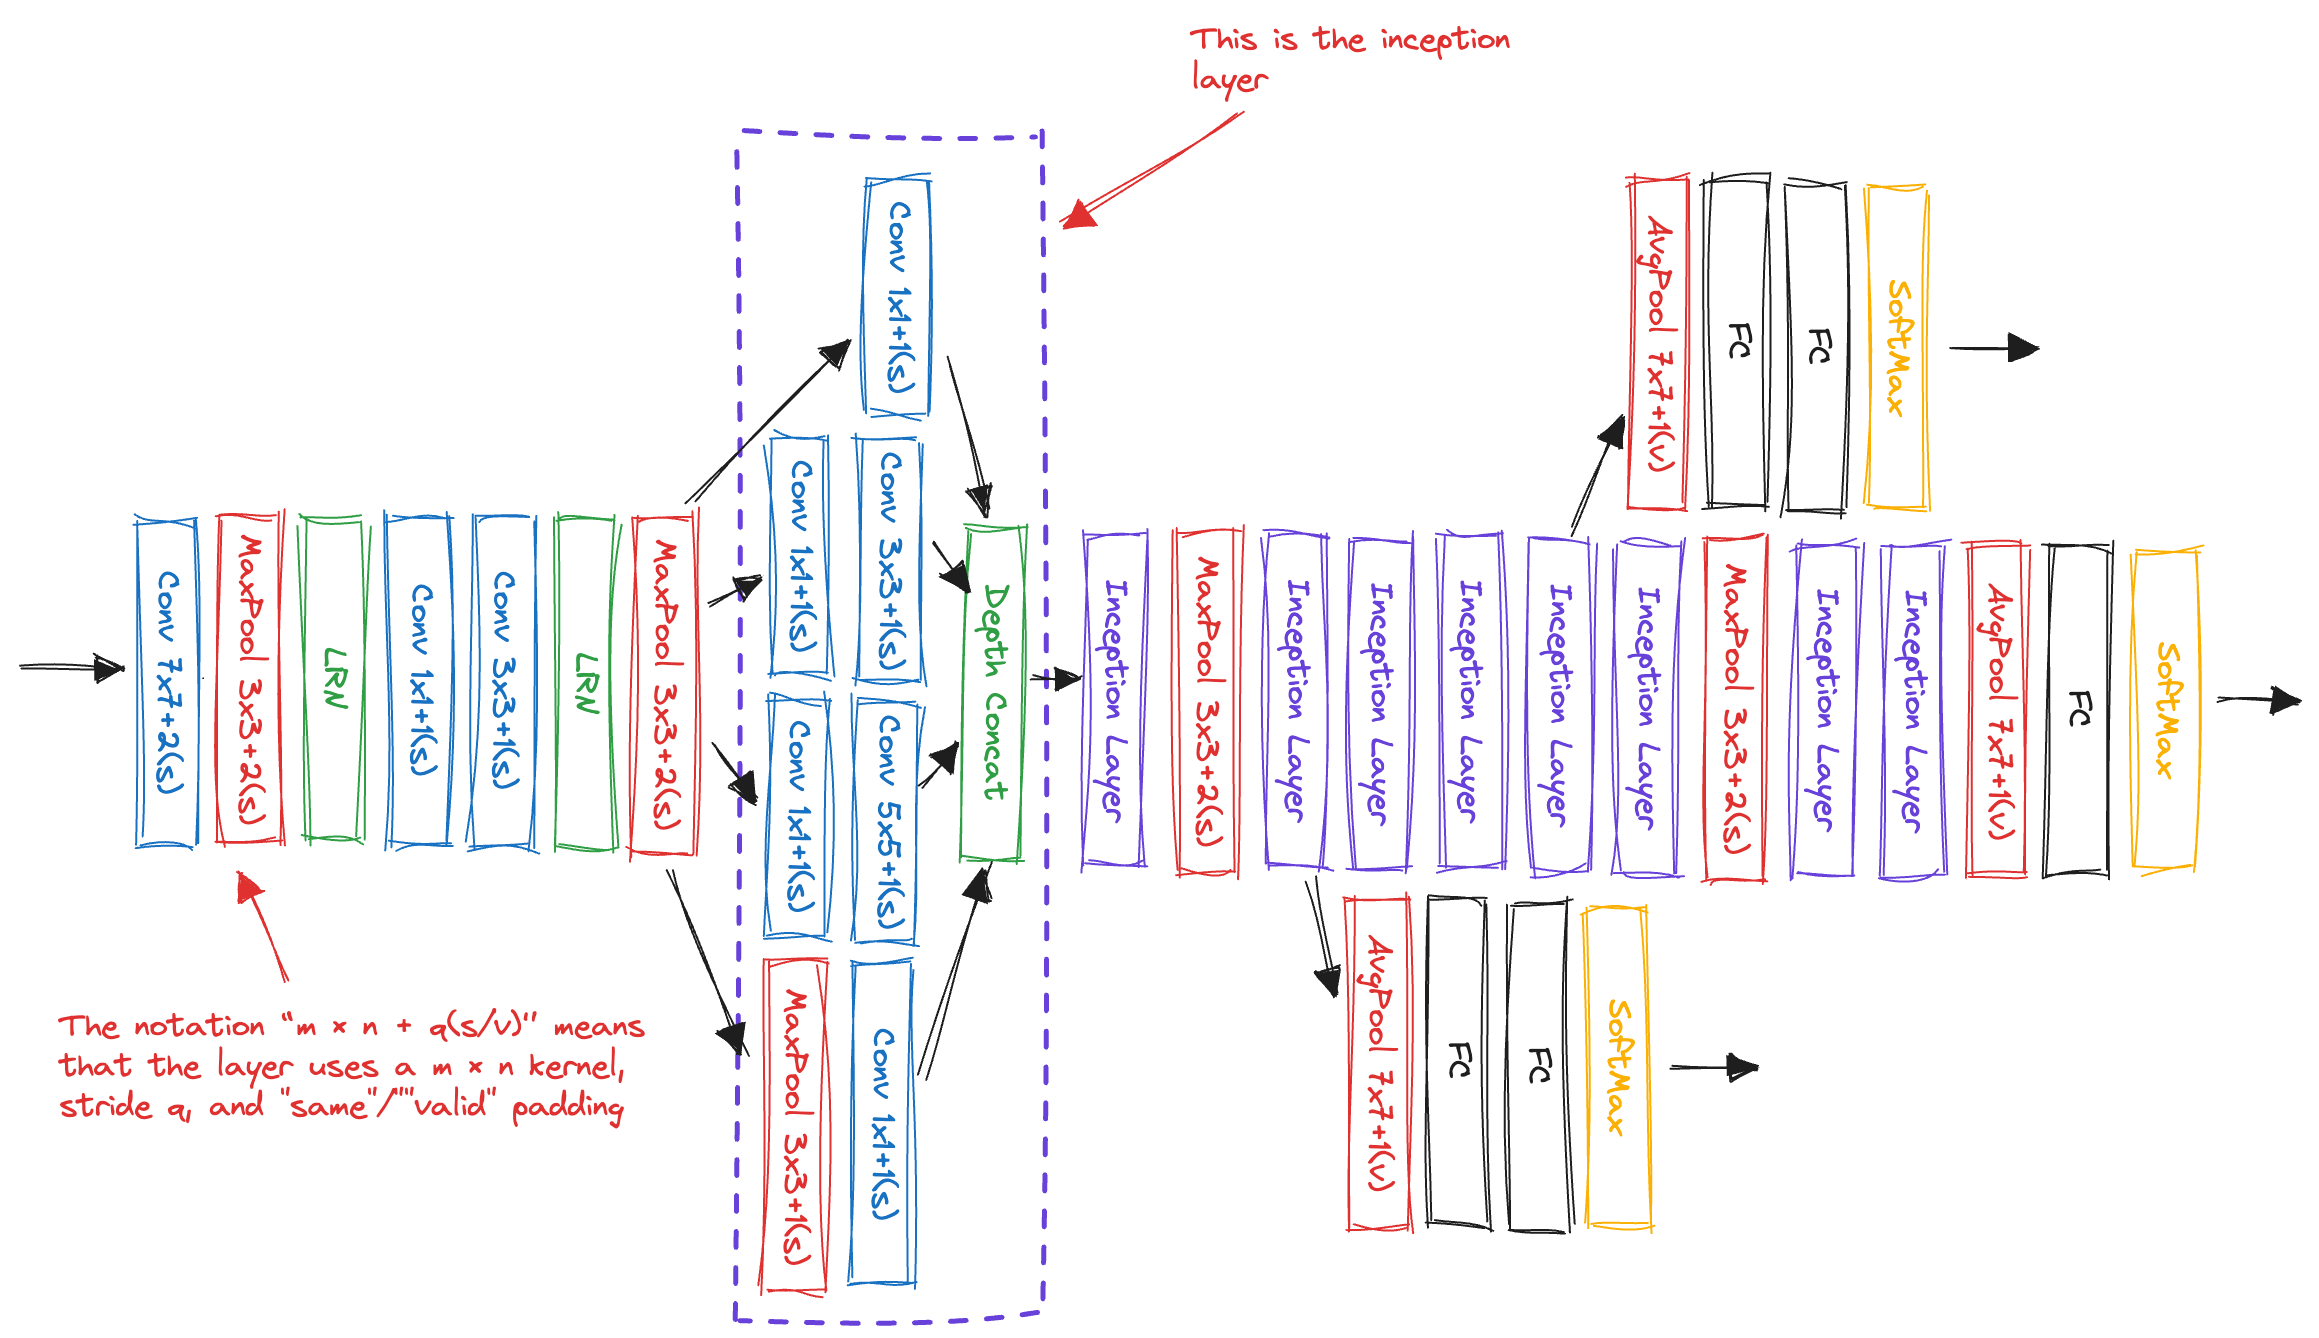 This is the inception
layer
Conv 7x7+2(s)
MaxPool 3x3+2(s)
LRN
Conv 1x1+1(s)
Conv 3x3+1(s)
LRN
MaxPool 3x3+2(s)
Conv 1x1+1(s)
Conv 1x1+1(s)
Conv 3x3+1(s)
Conv 1x1+1(s)
Conv 5x5+1(s)
MaxPool 3x3+1(s)
Conv 1x1+1(s)
Depth Concat
Inception Layer
MaxPool 3x3+2(s)
Inception Layer
Inception Layer
Inception Layer
Inception Layer
Inception Layer
MaxPool 3x3+2(s)
Inception Layer
Inception Layer
AvgPool 7x7+1(v)
FC
SoftMax
AvgPool 7x7+1(v)
FC
FC
SoftMax
AvgPool 7x7+1(v)
FC
FC
SoftMax
The notation "m x n + q(s/v)" means
that the layer uses a m x n kernel,
stride q, and "same"/""valid" padding